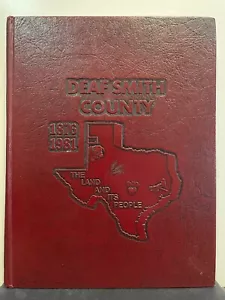 DEAF SMITH
COUNTY
1876
1981
THE LAND AND
ITS
PEOPLE